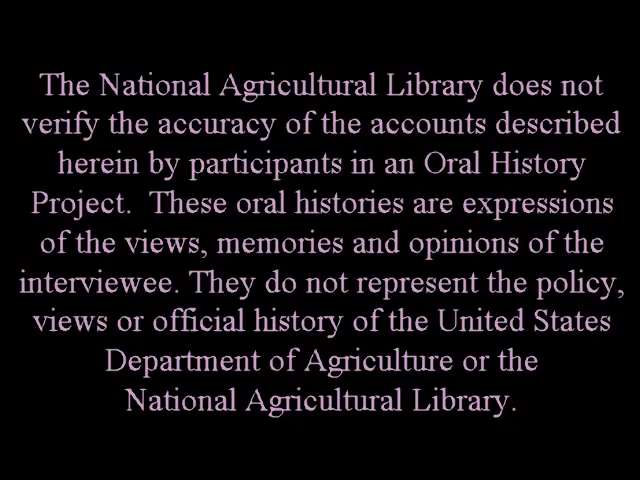 The National Agricultural Library does not
verify the accuracy of the accounts described
herein by participants in an Oral History
Project.  These oral histories are expressions
of the views, memories and opinions of the
interviewee. They do not represent the policy,
views or official history of the United States
Department of Agriculture or the
National Agricultural Library.